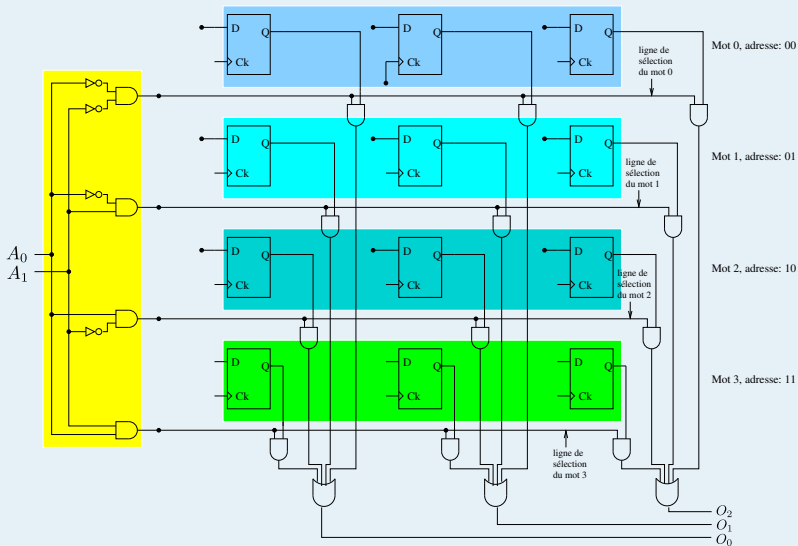 D Q D Q D Q
Ck Ck Ck
Mot 0, adresse: 00
ligne de
sélection
du mot 0
D Q D Q D Q
Ck Ck Ck
Mot 1, adresse: 01
ligne de
sélection
du mot 1
A0
A1
D Q D Q D Q
Ck Ck Ck
Mot 2, adresse: 10
ligne de
sélection
du mot 2
D Q D Q D Q
Ck Ck Ck
Mot 3, adresse: 11
ligne de
sélection
du mot 3
O2
O1
O0